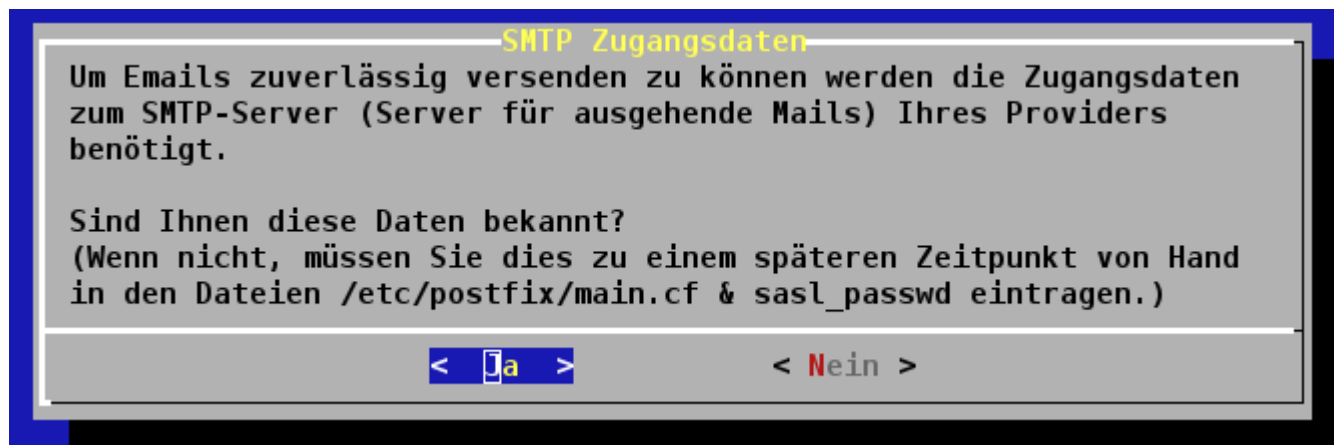 SMTP Zugangsdaten
Um Emails zuverlässig versenden zu können werden die Zugangsdaten
zum SMTP-Server (Server für ausgehende Mails) Ihres Providers
benötigt.
Sind Ihnen diese Daten bekannt?
(Wenn nicht, müssen Sie dies zu einem späteren Zeitpunkt von Hand
in den Dateien /etc/postfix/main.cf & sasl_passwd eintragen.)
< Ja > < Nein >